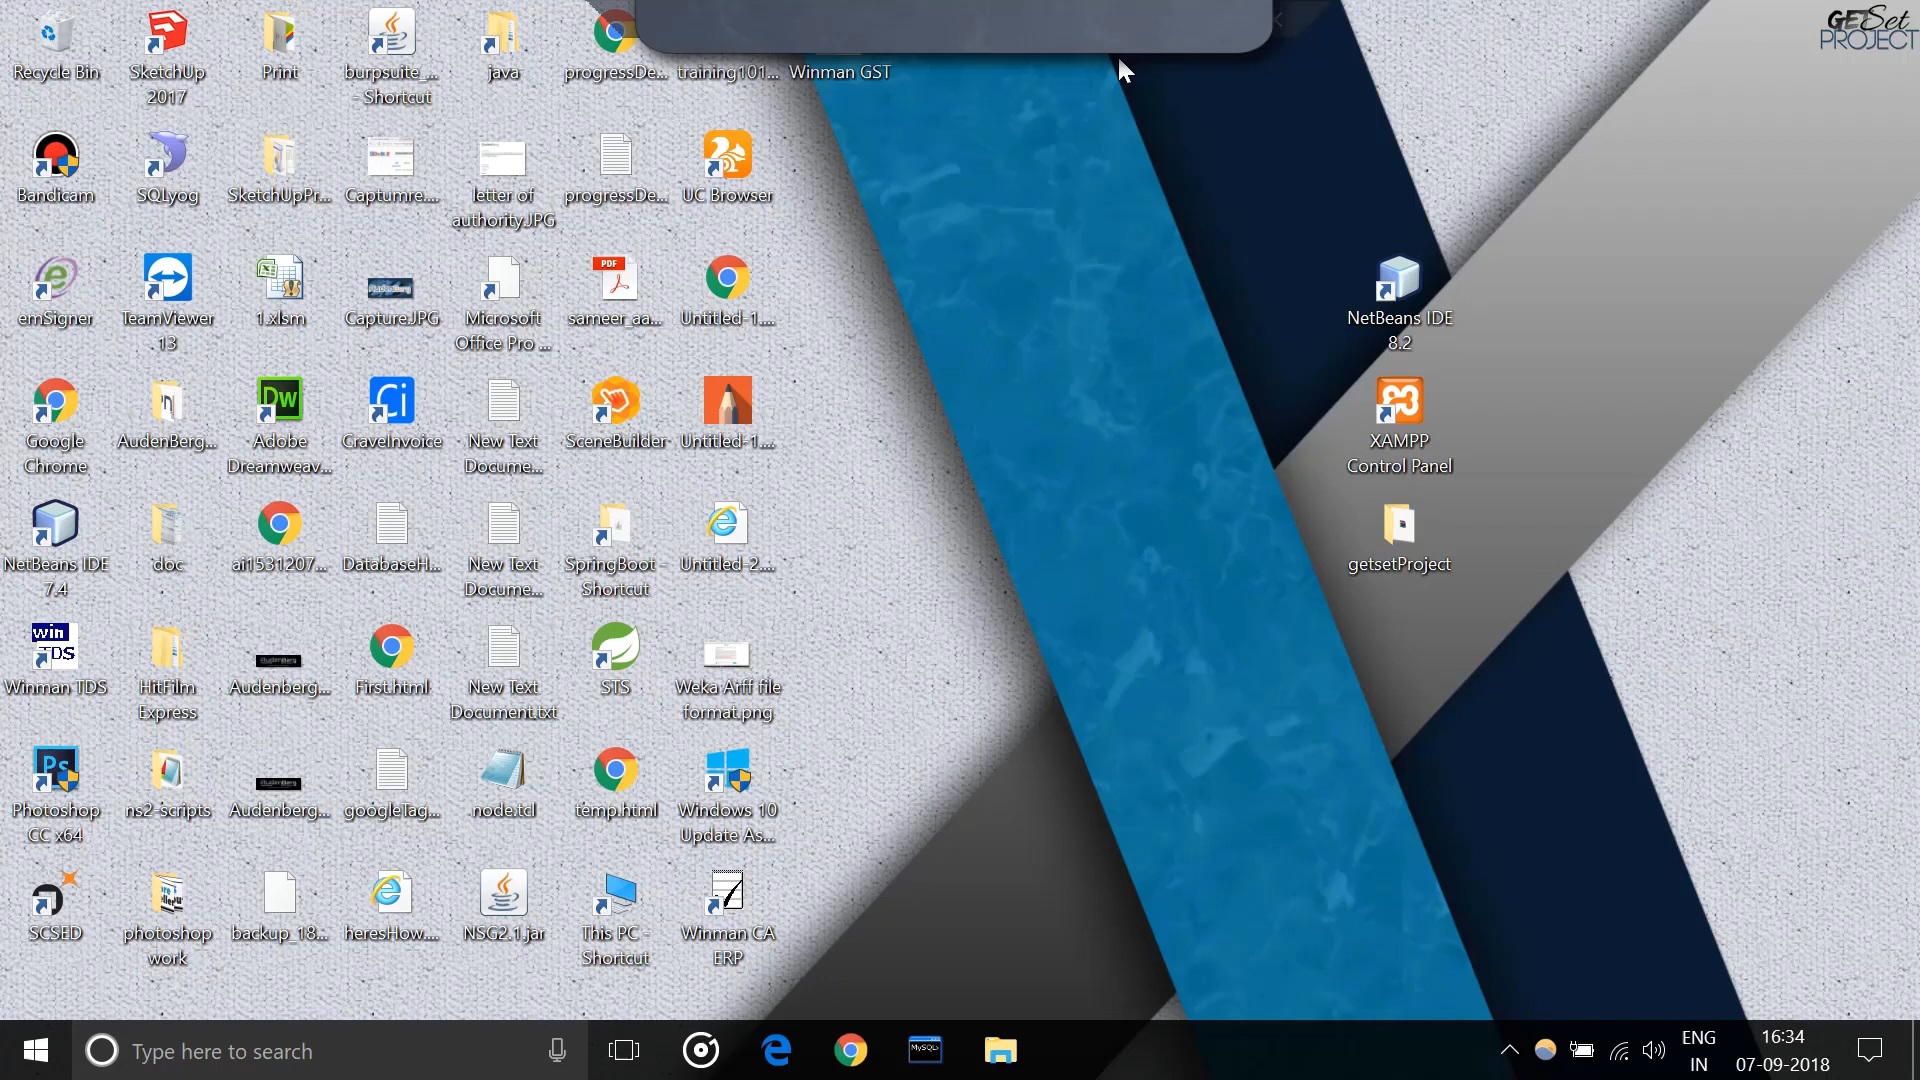 GETSet
PROJECT
Recycle Bin
SketchUp
2017
Print
burpsuite_...
- Shortcut
java
progressDe...
training101...
Winman GST
Bandicam
SQLyog
SketchUpPr...
Captumre....
letter of
authority.JPG
progressDe...
UC Browser
emSigner
TeamViewer
13
1.xlsm
Capture.JPG
Microsoft
Office Pro ...
PDF
sameer_aa...
Untitled-1....
NetBeans IDE
8.2
Google
Chrome
AudenBerg...
Dw
Adobe
Dreamweav...
Ci
CraveInvoice
New Text
Docume...
SceneBuilder
Untitled-1....
XAMPP
Control Panel
NetBeans IDE
7.4
doc
ai1531207...
DatabaseH...
New Text
Docume...
SpringBoot -
Shortcut
Untitled-2....
getsetProject
win
TDS
Winman TDS
HitFilm
Express
AudenBerg
Audenberg...
First.html
New Text
Document.txt
STS
Weka Arff file
format.png
Ps
Photoshop
CC x64
ns2-scripts
AudenBerg
Audenberg...
googleTag...
node.tcl
temp.html
Windows 10
Update As...
SCSED
photoshop
work
backup_18...
heresHow....
NSG2.1.jar
This PC -
Shortcut
Winman CA
ERP
Type here to search
MySQL
ENG
IN
16:34
07-09-2018